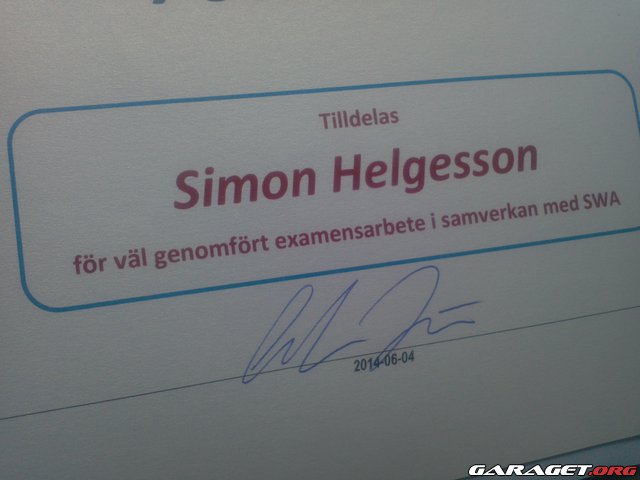 Tilldelas
Simon Helgesson
för väl genomfört examensarbete i samverkan med SWA
2014-06-04
GARAGET.ORG